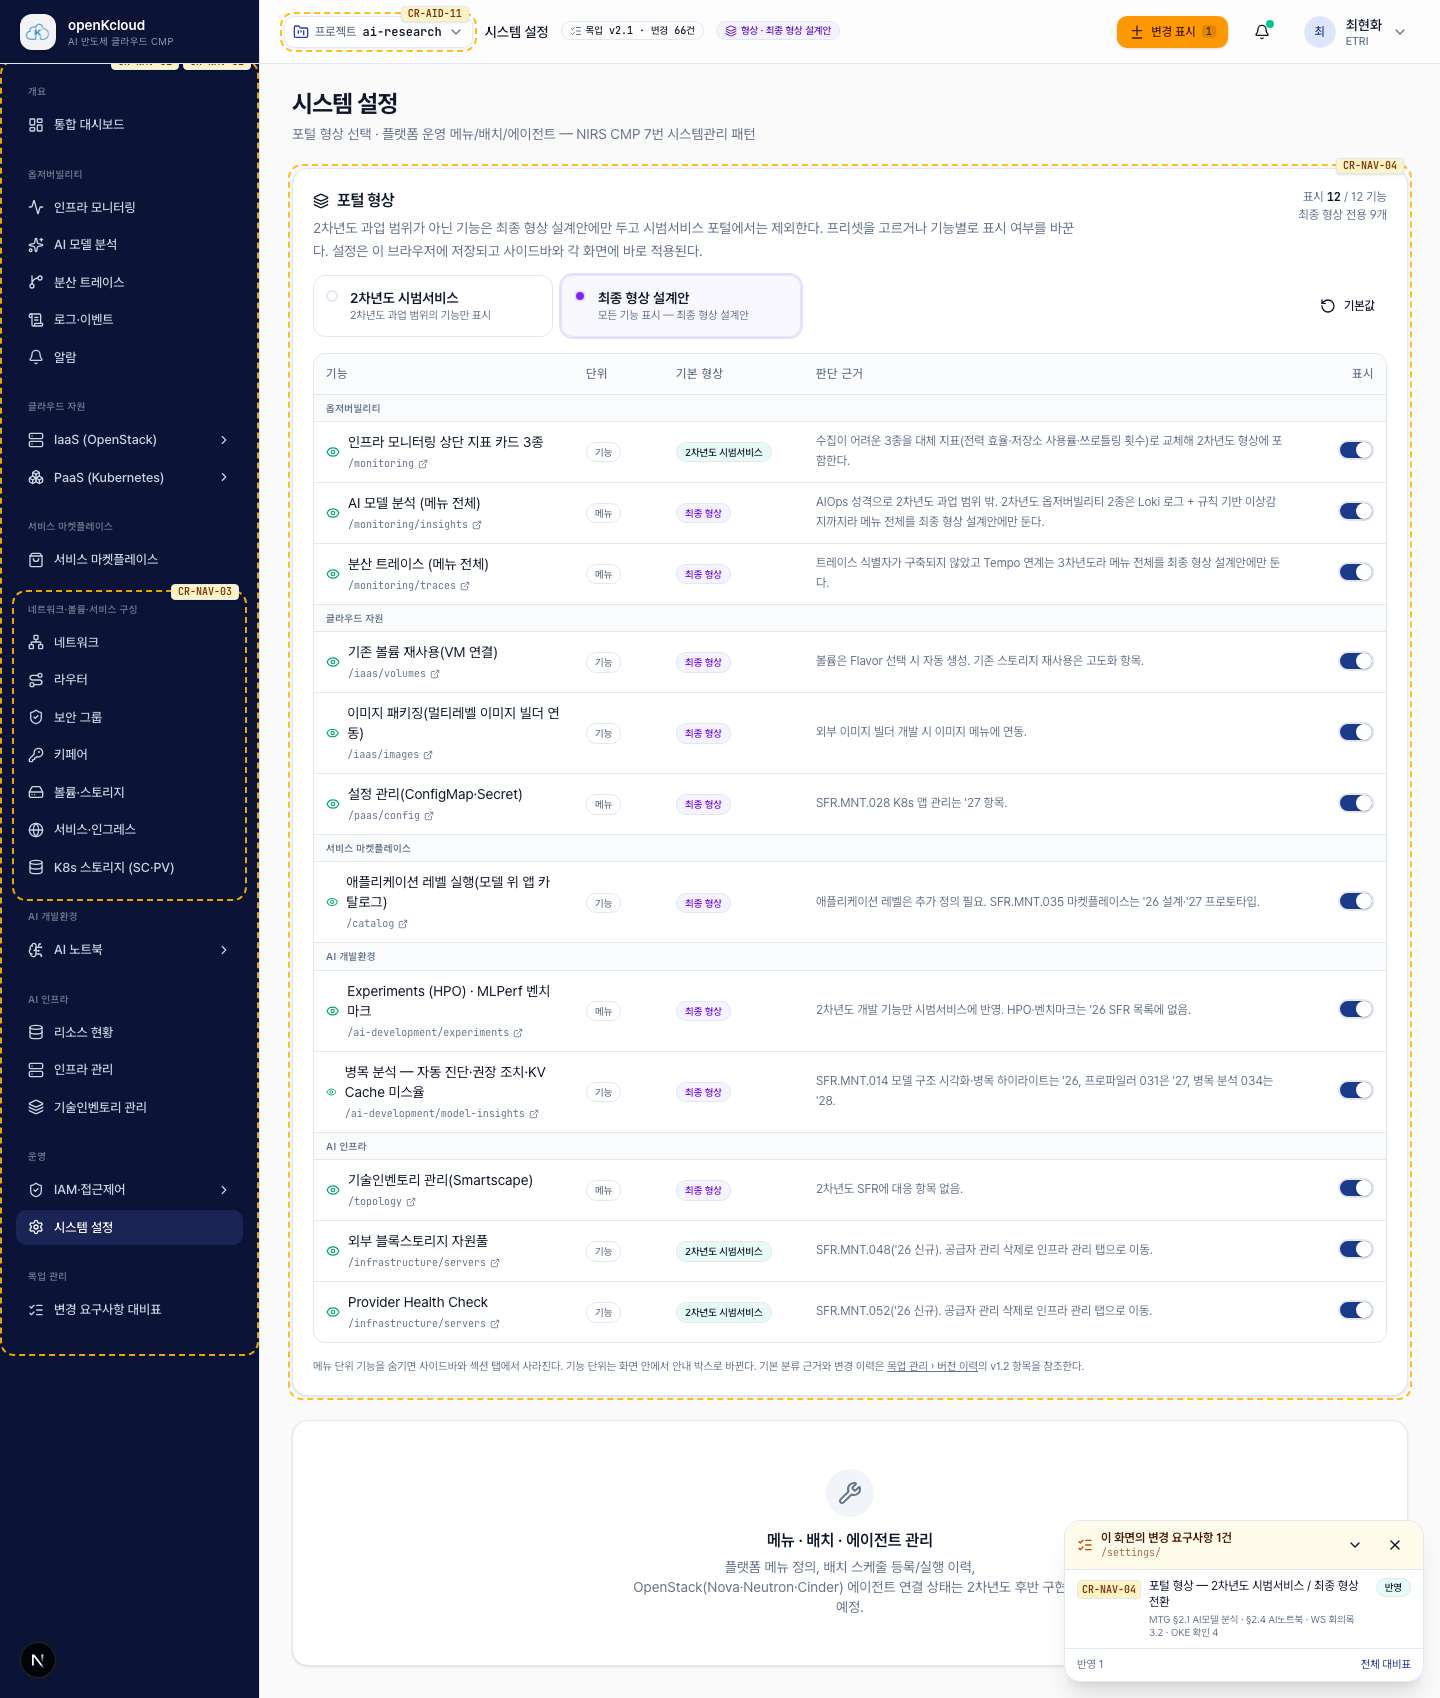 openKcloud
AI 반도체 클라우드 CMP
CR-AID-11
프로젝트 ai-research
시스템 설정
목업 v2.1 · 변경 66건
형상 · 최종 형상 설계안
변경 표시 1
최
최현화
ETRI
개요
통합 대시보드
옵저버빌리티
인프라 모니터링
AI 모델 분석
분산 트레이스
로그·이벤트
알람
클라우드 자원
IaaS (OpenStack)
PaaS (Kubernetes)
서비스 마켓플레이스
서비스 마켓플레이스
CR-NAV-03
네트워크·볼륨·서비스 구성
네트워크
라우터
보안 그룹
키페어
볼륨·스토리지
서비스·인그레스
K8s 스토리지 (SC·PV)
AI 개발환경
AI 노트북
AI 인프라
리소스 현황
인프라 관리
기술인벤토리 관리
운영
IAM·접근제어
시스템 설정
목업 관리
변경 요구사항 대비표
시스템 설정
포털 형상 선택 · 플랫폼 운영 메뉴/배치/에이전트 — NIRS CMP 7번 시스템관리 패턴
CR-NAV-04
포털 형상
표시 12 / 12 기능
최종 형상 전용 9개
2차년도 과업 범위가 아닌 기능은 최종 형상 설계안에만 두고 시범서비스 포털에서는 제외한다. 프리셋을 고르거나 기능별로 표시 여부를 바꾼
다. 설정은 이 브라우저에 저장되고 사이드바와 각 화면에 바로 적용된다.
2차년도 시범서비스
2차년도 과업 범위의 기능만 표시
최종 형상 설계안
모든 기능 표시 — 최종 형상 설계안
기본값
기능 단위 기본 형상 판단 근거 표시
옵저버빌리티
인프라 모니터링 상단 지표 카드 3종
/monitoring
기능
2차년도 시범서비스
수집이 어려운 3종을 대체 지표(전력 효율·저장소 사용률·쓰로틀링 횟수)로 교체해 2차년도 형상에 포
함한다.
AI 모델 분석 (메뉴 전체)
/monitoring/insights
메뉴
최종 형상
AIOps 성격으로 2차년도 과업 범위 밖. 2차년도 옵저버빌리티 2종은 Loki 로그 + 규칙 기반 이상감
지까지라 메뉴 전체를 최종 형상 설계안에만 둔다.
분산 트레이스 (메뉴 전체)
/monitoring/traces
메뉴
최종 형상
트레이스 식별자가 구축되지 않았고 Tempo 연계는 3차년도라 메뉴 전체를 최종 형상 설계안에만 둔
다.
클라우드 자원
기존 볼륨 재사용(VM 연결)
/iaas/volumes
기능
최종 형상
볼륨은 Flavor 선택 시 자동 생성. 기존 스토리지 재사용은 고도화 항목.
이미지 패키징(멀티레벨 이미지 빌더 연
동)
/iaas/images
기능
최종 형상
외부 이미지 빌더 개발 시 이미지 메뉴에 연동.
설정 관리(ConfigMap·Secret)
/paas/config
메뉴
최종 형상
SFR.MNT.028 K8s 앱 관리는 '27 항목.
서비스 마켓플레이스
애플리케이션 레벨 실행(모델 위 앱 카
탈로그)
/catalog
기능
최종 형상
애플리케이션 레벨은 추가 정의 필요. SFR.MNT.035 마켓플레이스는 '26 설계·'27 프로토타입.
AI 개발환경
Experiments (HPO) · MLPerf 벤치
마크
/ai-development/experiments
메뉴
최종 형상
2차년도 개발 기능만 시범서비스에 반영. HPO·벤치마크는 '26 SFR 목록에 없음.
병목 분석 — 자동 진단·권장 조치·KV
Cache 미스율
/ai-development/model-insights
기능
최종 형상
SFR.MNT.014 모델 구조 시각화·병목 하이라이트는 '26, 프로파일러 031은 '27, 병목 분석 034는
'28.
AI 인프라
기술인벤토리 관리(Smartscape)
/topology
메뉴
최종 형상
2차년도 SFR에 대응 항목 없음.
외부 블록스토리지 자원풀
/infrastructure/servers
기능
2차년도 시범서비스
SFR.MNT.048('26 신규). 공급자 관리 삭제로 인프라 관리 탭으로 이동.
Provider Health Check
/infrastructure/servers
기능
2차년도 시범서비스
SFR.MNT.052('26 신규). 공급자 관리 삭제로 인프라 관리 탭으로 이동.
메뉴 단위 기능을 숨기면 사이드바와 섹션 탭에서 사라진다. 기능 단위는 화면 안에서 안내 박스로 바뀐다. 기본 분류 근거와 변경 이력은 목업 관리 › 버전 이력의 v1.2 항목을 참조한다.
메뉴 · 배치 · 에이전트 관리
플랫폼 메뉴 정의, 배치 스케줄 등록/실행 이력,
OpenStack(Nova·Neutron·Cinder) 에이전트 연결 상태는 2차년도 후반 구현
예정.
이 화면의 변경 요구사항 1건
/settings/
CR-NAV-04
포털 형상 — 2차년도 시범서비스 / 최종 형상
전환
반영
MTG §2.1 AI모델 분석 · §2.4 AI노트북 · WS 회의록
3.2 · OKE 확인 4
반영 1
전체 대비표
N